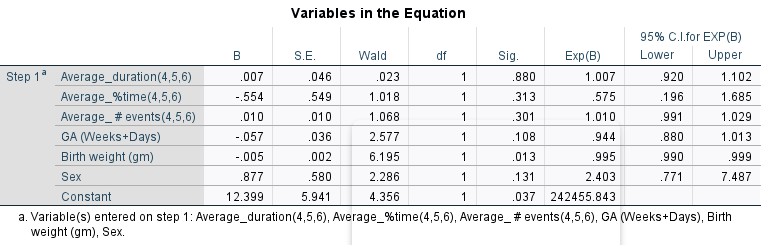 Variables in the Equation
95% C.I.for EXP(B)
B S.E. Wald df Sig. Exp(B) Lower Upper
Step 1a Average_duration(4,5,6) .007 .046 .023 1 .880 1.007 .920 1.102
Average_%time(4,5,6) -.554 .549 1.018 1 .313 .575 .196 1.685
Average_ # events(4,5,6) .010 .010 1.068 1 .301 1.010 .991 1.029
GA (Weeks+Days) -.057 .036 2.577 1 .108 .944 .880 1.013
Birth weight (gm) -.005 .002 6.195 1 .013 .995 .990 .999
Sex .877 .580 2.286 1 .131 2.403 .771 7.487
Constant 12.399 5.941 4.356 1 .037 242455.843
a. Variable(s) entered on step 1: Average_duration(4,5,6), Average_%time(4,5,6), Average_ # events(4,5,6), GA (Weeks+Days), Birth
weight (gm), Sex.